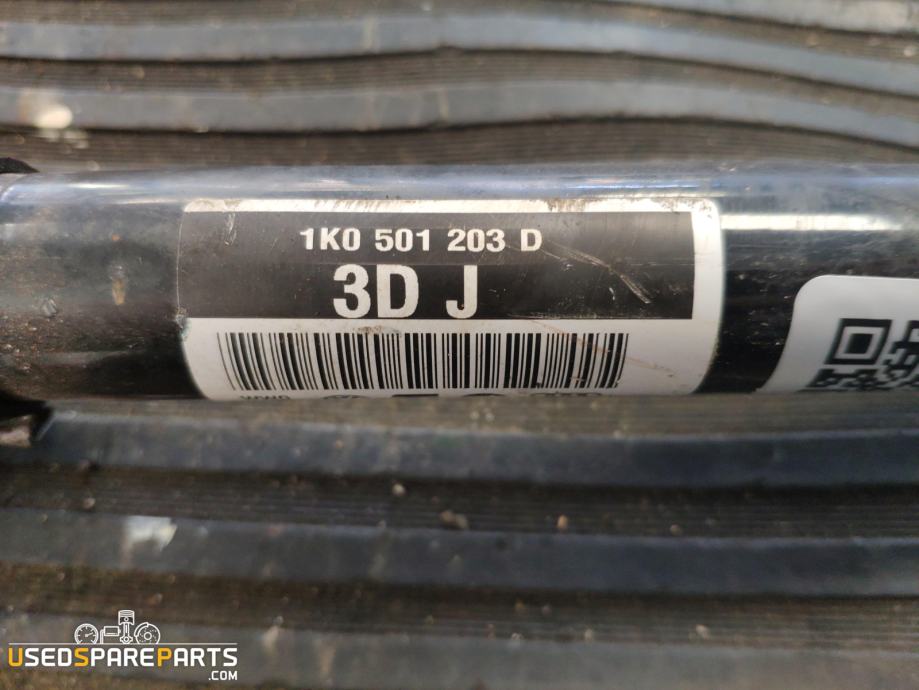 1K0 501 203 D
3D J
USEDSPAREPARTS
.COM